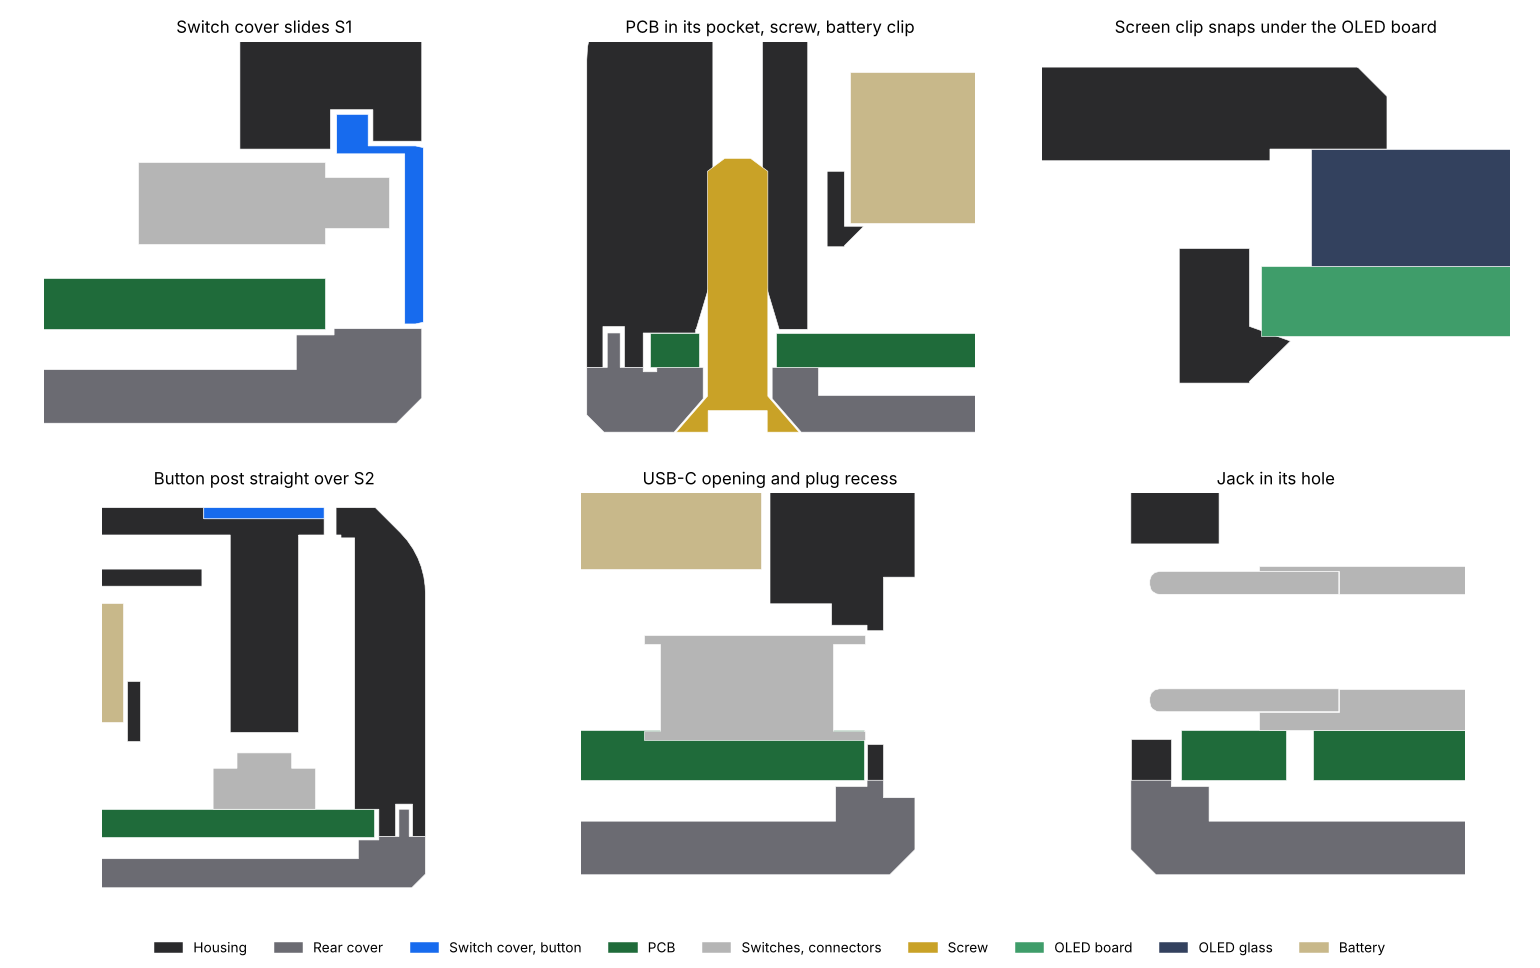 Switch cover slides S1
PCB in its pocket, screw, battery clip
Screen clip snaps under the OLED board
Button post straight over S2
USB-C opening and plug recess
Jack in its hole
Housing
Rear cover
Switch cover, button
PCB
Switches, connectors
Screw
OLED board
OLED glass
Battery